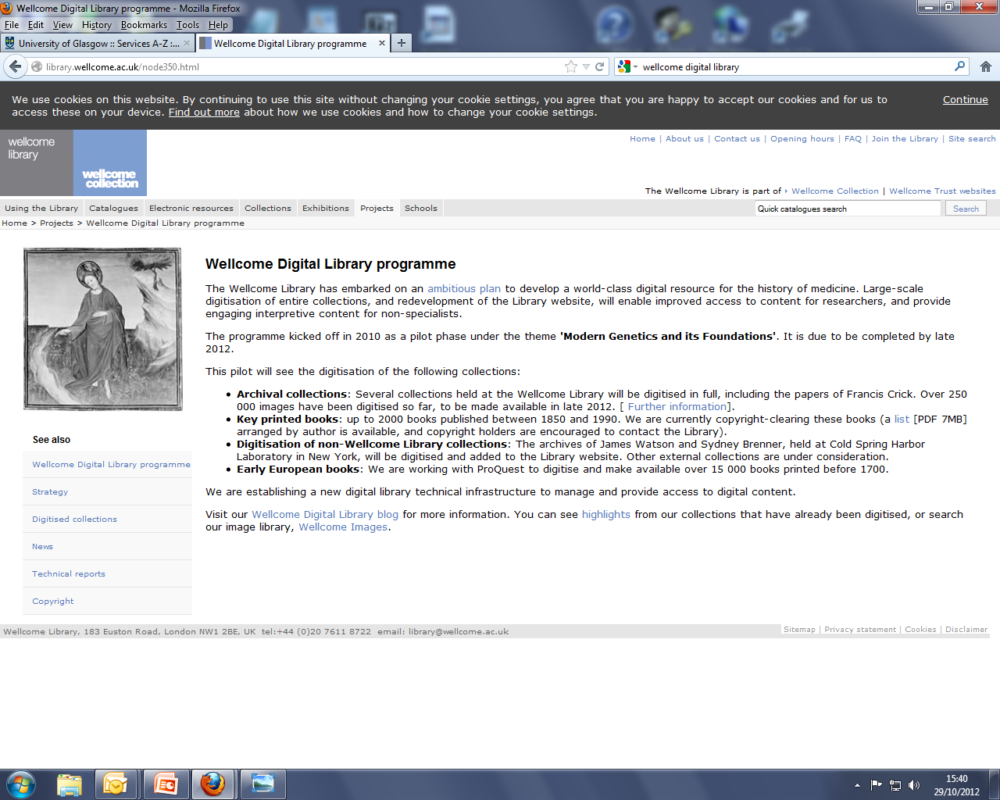 Wellcome Digital Library programme - Mozilla Firefox
File Edit View History Bookmarks Tools Help
University of Glasgow :: Services A-Z :...
Wellcome Digital Library programme
library.wellcome.ac.uk/node350.html
wellcome digital library
We use cookies on this website. By continuing to use this site without changing your cookie settings, you agree that you are happy to accept our cookies and for us to
access these on your device. Find out more about how we use cookies and how to change your cookie settings.
Continue
wellcome
library
wellcome
collection
Home | About us | Contact us | Opening hours | FAQ | Join the Library | Site search
The Wellcome Library is part of Wellcome Collection | Wellcome Trust websites
Using the Library Catalogues Electronic resources Collections Exhibitions Projects Schools
Quick catalogues search
Search
Home > Projects > Wellcome Digital Library programme
Wellcome Digital Library programme
The Wellcome Library has embarked on an ambitious plan to develop a world-class digital resource for the history of medicine. Large-scale
digitisation of entire collections, and redevelopment of the Library website, will enable improved access to content for researchers, and provide
engaging interpretive content for non-specialists.
The programme kicked off in 2010 as a pilot phase under the theme 'Modern Genetics and its Foundations'. It is due to be completed by late
2012.
This pilot will see the digitisation of the following collections:
• Archival collections: Several collections held at the Wellcome Library will be digitised in full, including the papers of Francis Crick. Over 250
000 images have been digitised so far, to be made available in late 2012. [ Further information].
• Key printed books: up to 2000 books published between 1850 and 1990. We are currently copyright-clearing these books (a list [PDF 7MB]
arranged by author is available, and copyright holders are encouraged to contact the Library).
• Digitisation of non-Wellcome Library collections: The archives of James Watson and Sydney Brenner, held at Cold Spring Harbor
Laboratory in New York, will be digitised and added to the Library website. Other external collections are under consideration.
• Early European books: We are working with ProQuest to digitise and make available over 15 000 books printed before 1700.
We are establishing a new digital library technical infrastructure to manage and provide access to digital content.
Visit our Wellcome Digital Library blog for more information. You can see highlights from our collections that have already been digitised, or search
our image library, Wellcome Images.
See also
Wellcome Digital Library programme
Strategy
Digitised collections
News
Technical reports
Copyright
Wellcome Library, 183 Euston Road, London NW1 2BE, UK tel:+44 (0)20 7611 8722 email: library@wellcome.ac.uk
Sitemap | Privacy statement | Cookies | Disclaimer
15:40
29/10/2012